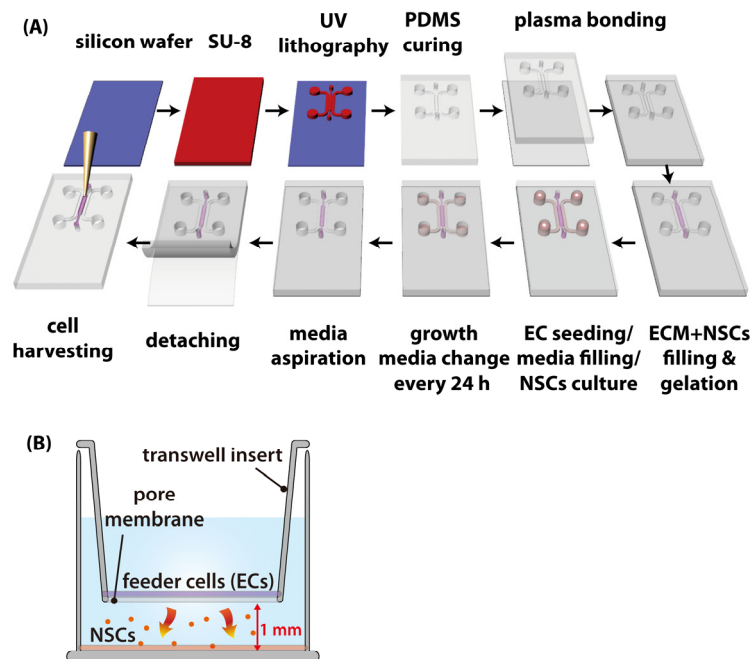 (A)
silicon wafer
SU-8
UV
lithography
PDMS
curing
plasma bonding
cell
harvesting
detaching
media
aspiration
growth
media change
every 24 h
EC seeding/
media filling/
NSCs culture
ECM+NSCs
filling &
gelation
(B)
transwell insert
pore
membrane
feeder cells (ECs)
NSCs
1 mm